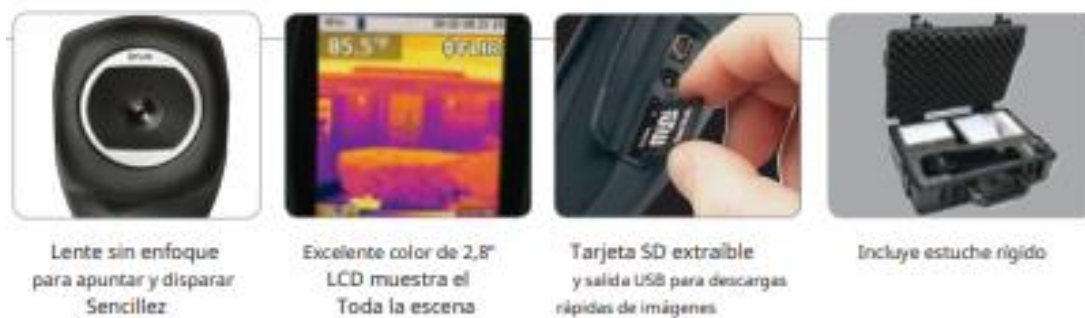 85.5°F
FLIR
Lente sin enfoque
para apuntar y disparar
Sencillez
Excelente color de 2,8"
LCD muestra el
Toda la escena
Tarjeta SD extraíble
y salida USB para descargas
rápidas de imágenes
Incluye estuche rígido